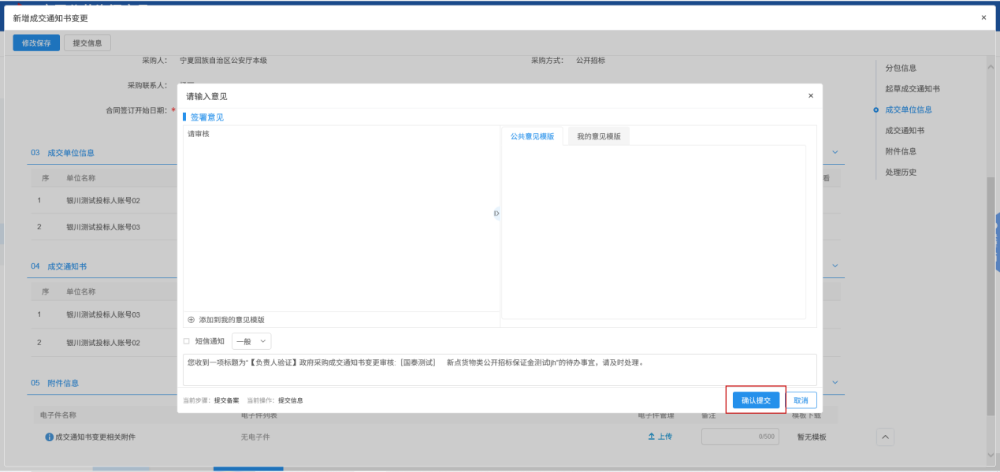 新增成交通知书变更
×
修改保存 提交信息
采购人： 宁夏回族自治区公安厅本级 采购方式： 公开招标
采购联系人：
合同签订开始日期：*
分包信息
起草成交通知书
成交单位信息
成交通知书
附件信息
处理历史
请输入意见 ×
签署意见
请审核
公共意见模版 我的意见模版
添加到我的意见模版
短信通知 一般
您收到一项标题为“【负责人验证】政府采购成交通知书变更审核:［国泰测试］ 新点货物类公开招标保证金测试ljh”的待办事宜，请及时处理。
当前步骤：提交备案 当前操作：提交信息
确认提交 取消
03 成交单位信息
序 单位名称 看
1 银川测试投标人账号02
2 银川测试投标人账号03
04 成交通知书
序 单位名称
1 银川测试投标人账号03
2 银川测试投标人账号02
05 附件信息
电子件名称 电子件列表 电子件管理 备注 模板下载
成交通知书变更相关附件 无电子件 上传 0/500 暂无模板